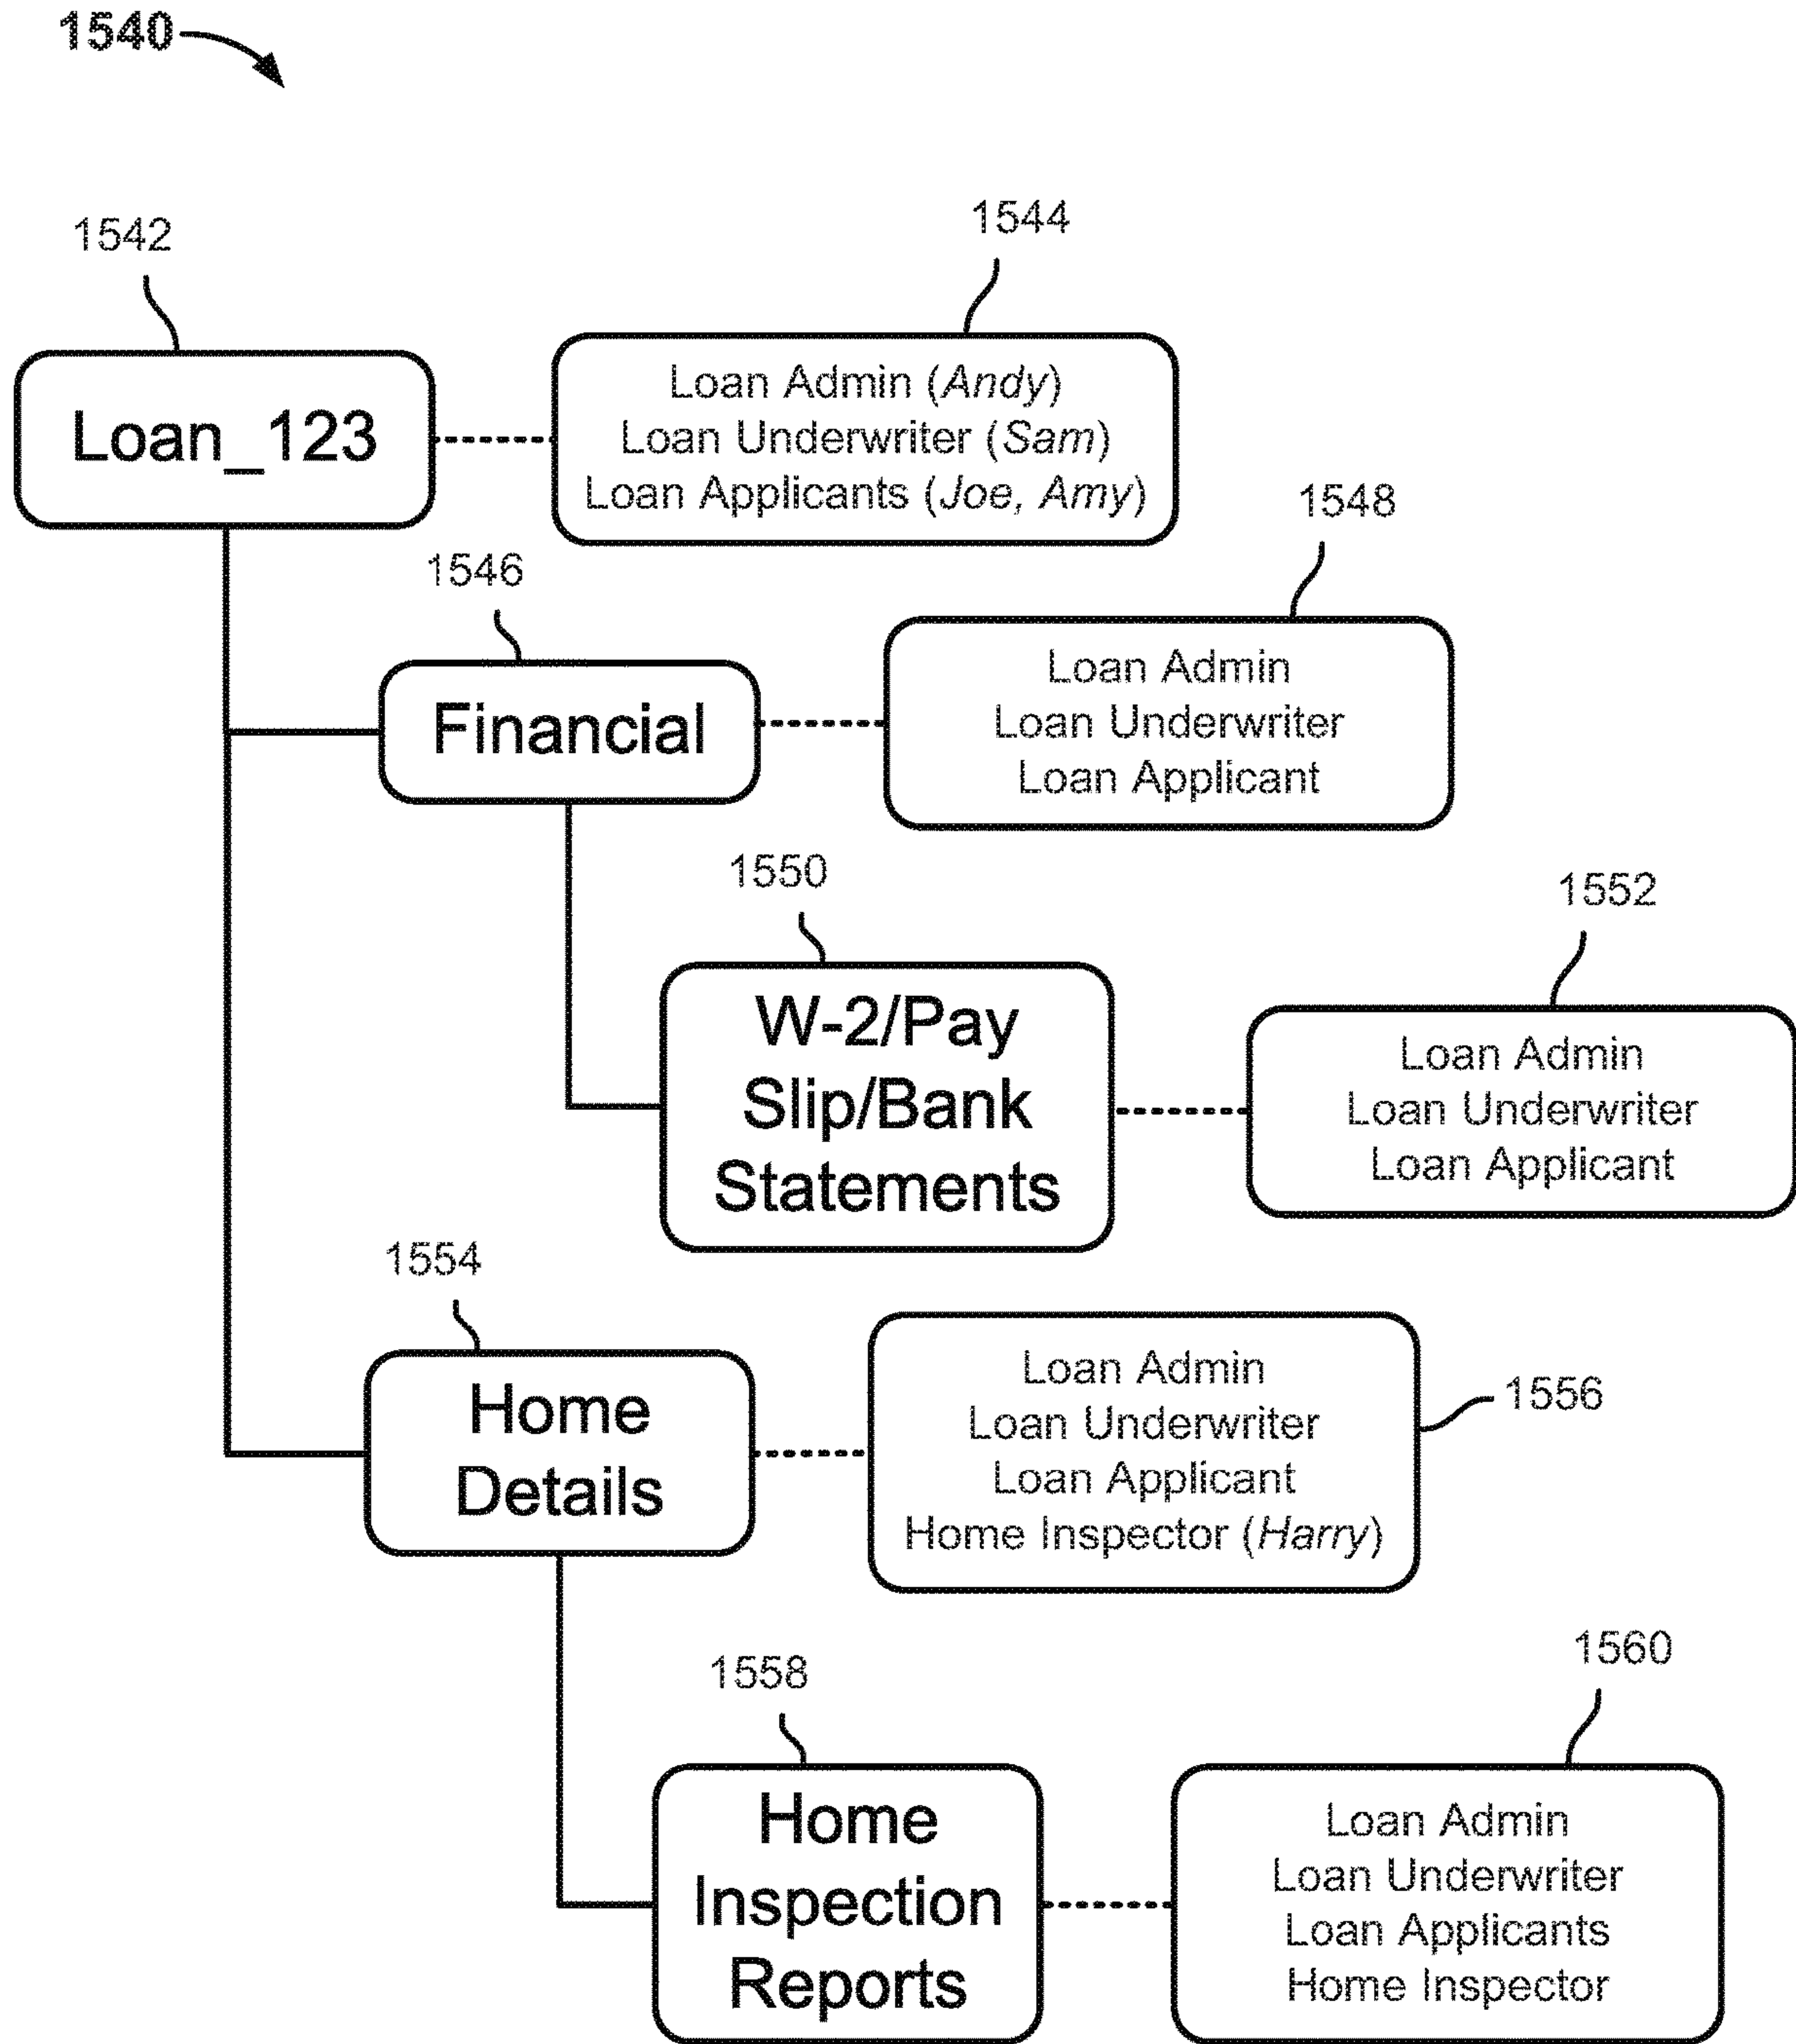 1540
1542
1544
Loan_123
Loan Admin (Andy)
Loan Underwriter (Sam)
Loan Applicants (Joe, Amy)
1546
1548
Financial
Loan Admin
Loan Underwriter
Loan Applicant
1550
1552
W-2/Pay
Slip/Bank
Statements
Loan Admin
Loan Underwriter
Loan Applicant
1554
Home
Details
Loan Admin
Loan Underwriter
Loan Applicant
Home Inspector (Harry)
1556
1558
1560
Home
Inspection
Reports
Loan Admin
Loan Underwriter
Loan Applicants
Home Inspector